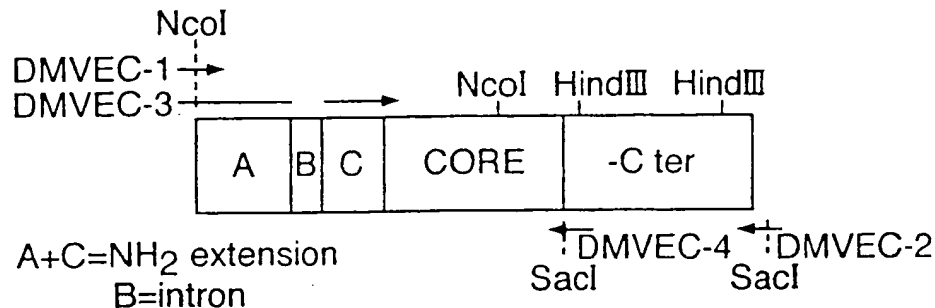 NcoI
DMVEC-1
DMVEC-3
NcoI HindIII HindIII
A B C CORE -C ter
A+C=NH2 extension
B=intron
DMVEC-4 DMVEC-2
SacI SacI